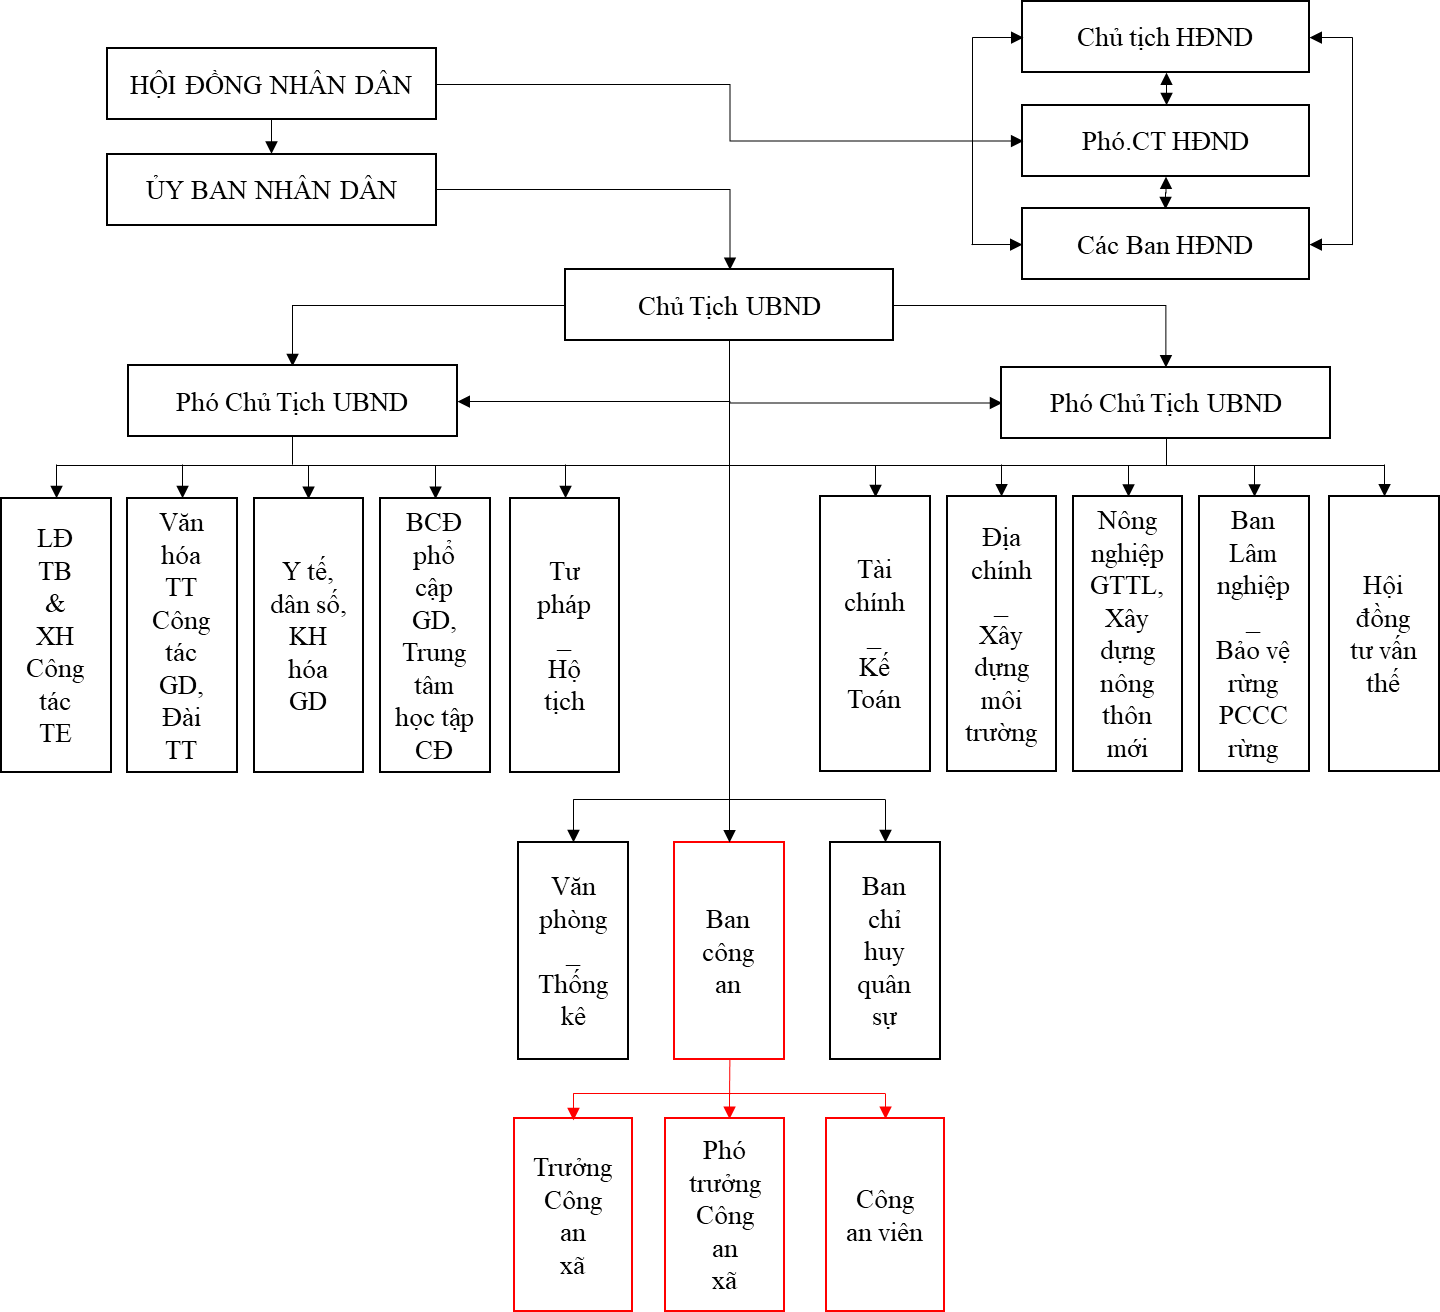 Chủ tịch HĐND
HỘI ĐỒNG NHÂN DÂN
Phó.CT HĐND
ỦY BAN NHÂN DÂN
Các Ban HĐND
Chủ Tịch UBND
Phó Chủ Tịch UBND
Phó Chủ Tịch UBND
LĐ
TB
&
XH
Công
tác
TE
Văn
hóa
TT
Công
tác
GD,
Đài
TT
Y tế,
dân số,
KH
hóa
GD
BCĐ
phổ
cập
GD,
Trung
tâm
học tập
CĐ
Tư
pháp
–
Hộ
tịch
Tài
chính
–
Kế
Toán
Địa
chính
–
Xây
dựng
môi
trường
Nông
nghiệp
GTTL,
Xây
dựng
nông
thôn
mới
Ban
Lâm
nghiệp
–
Bảo vệ
rừng
PCCC
rừng
Hội
đồng
tư vấn
thế
Văn
phòng
–
Thống
kê
Ban
công
an
Ban
chỉ
huy
quân
sự
Trưởng
Công
an
xã
Phó
trưởng
Công
an
xã
Công
an viên